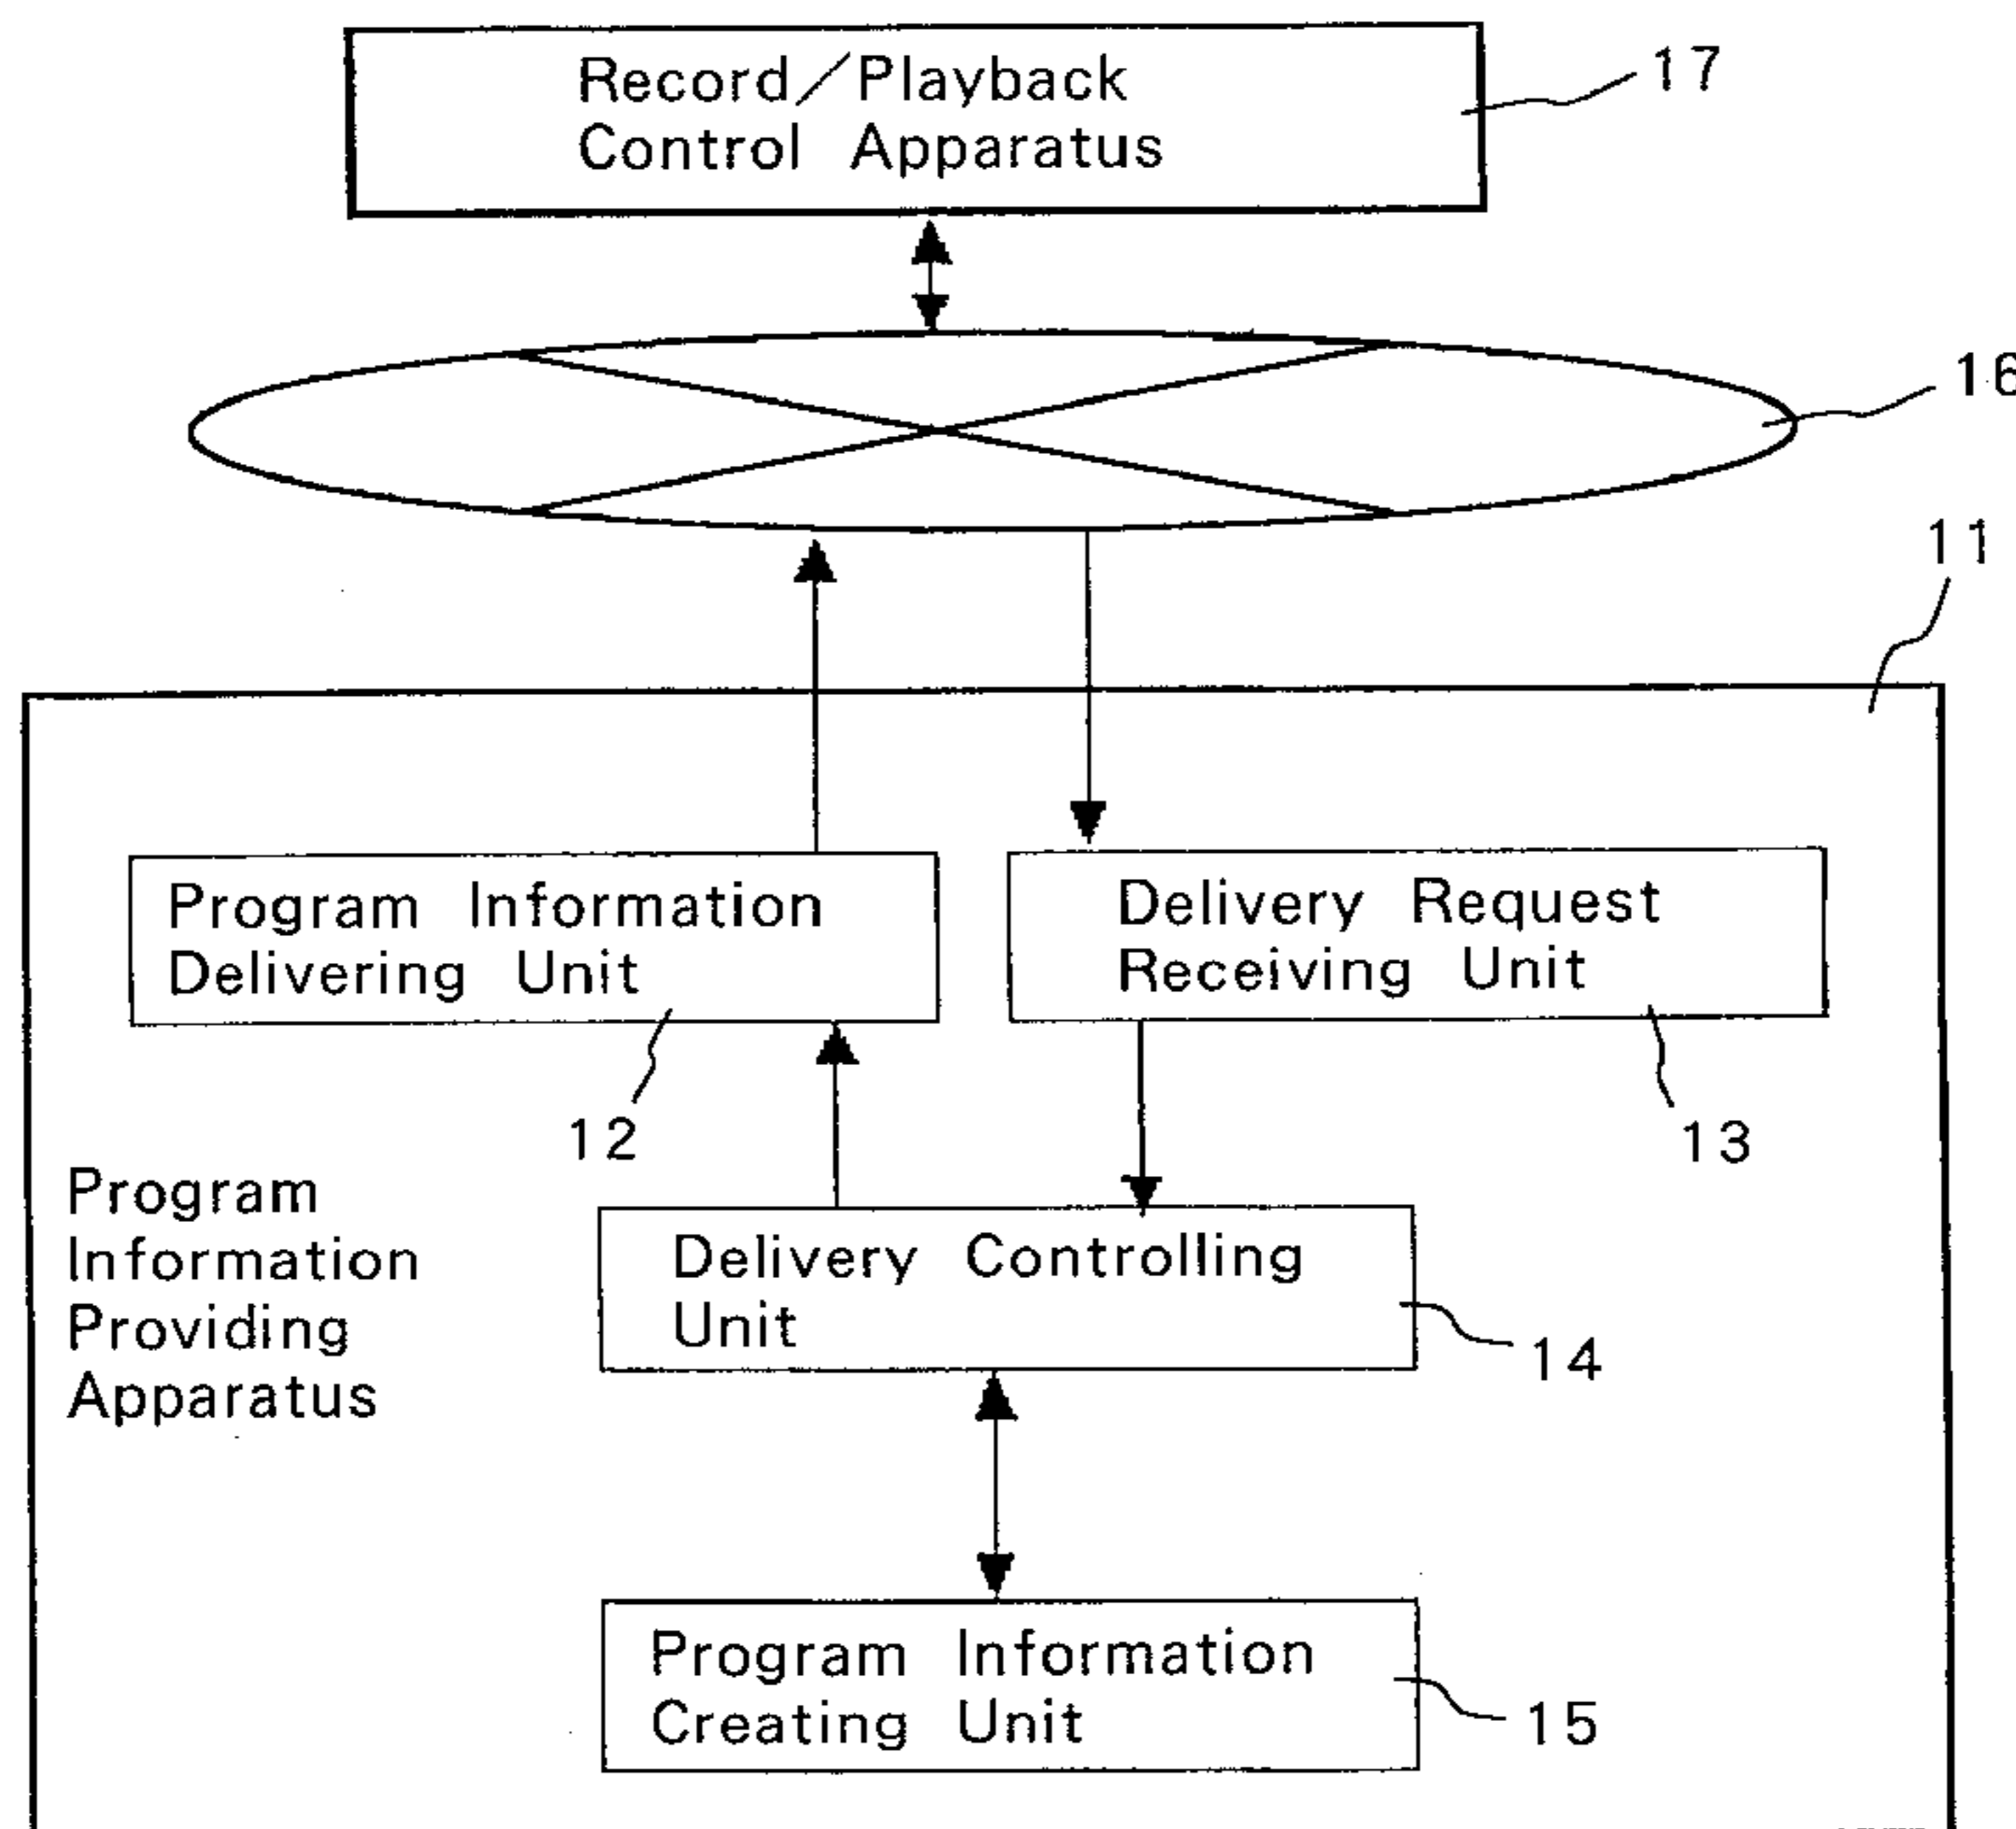 Record/Playback
Control Apparatus
17
16
11
Program Information
Delivering Unit
Delivery Request
Receiving Unit
12
13
Program
Information
Providing
Apparatus
Delivery Controlling
Unit
14
Program Information
Creating Unit
15